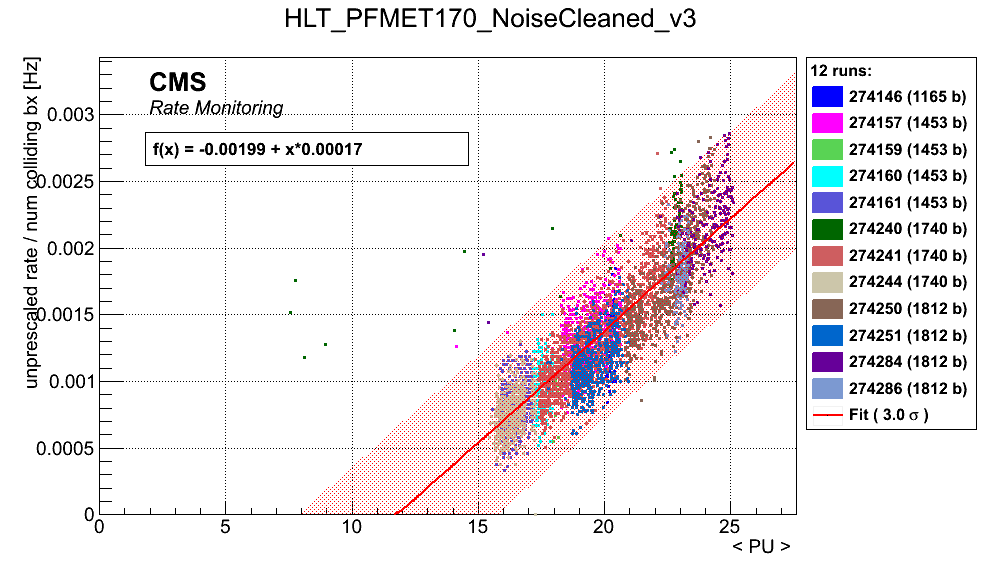 HLT_PFMET170_NoiseCleaned_v3
unprescaled rate / num colliding bx [Hz]
CMS
Rate Monitoring
f(x) = -0.00199 + x*0.00017
0.003
0.0025
0.002
0.0015
0.001
0.0005
0
0 5 10 15 20 25
< PU >
12 runs:
274146 (1165 b)
274157 (1453 b)
274159 (1453 b)
274160 (1453 b)
274161 (1453 b)
274240 (1740 b)
274241 (1740 b)
274244 (1740 b)
274250 (1812 b)
274251 (1812 b)
274284 (1812 b)
274286 (1812 b)
Fit ( 3.0 σ )